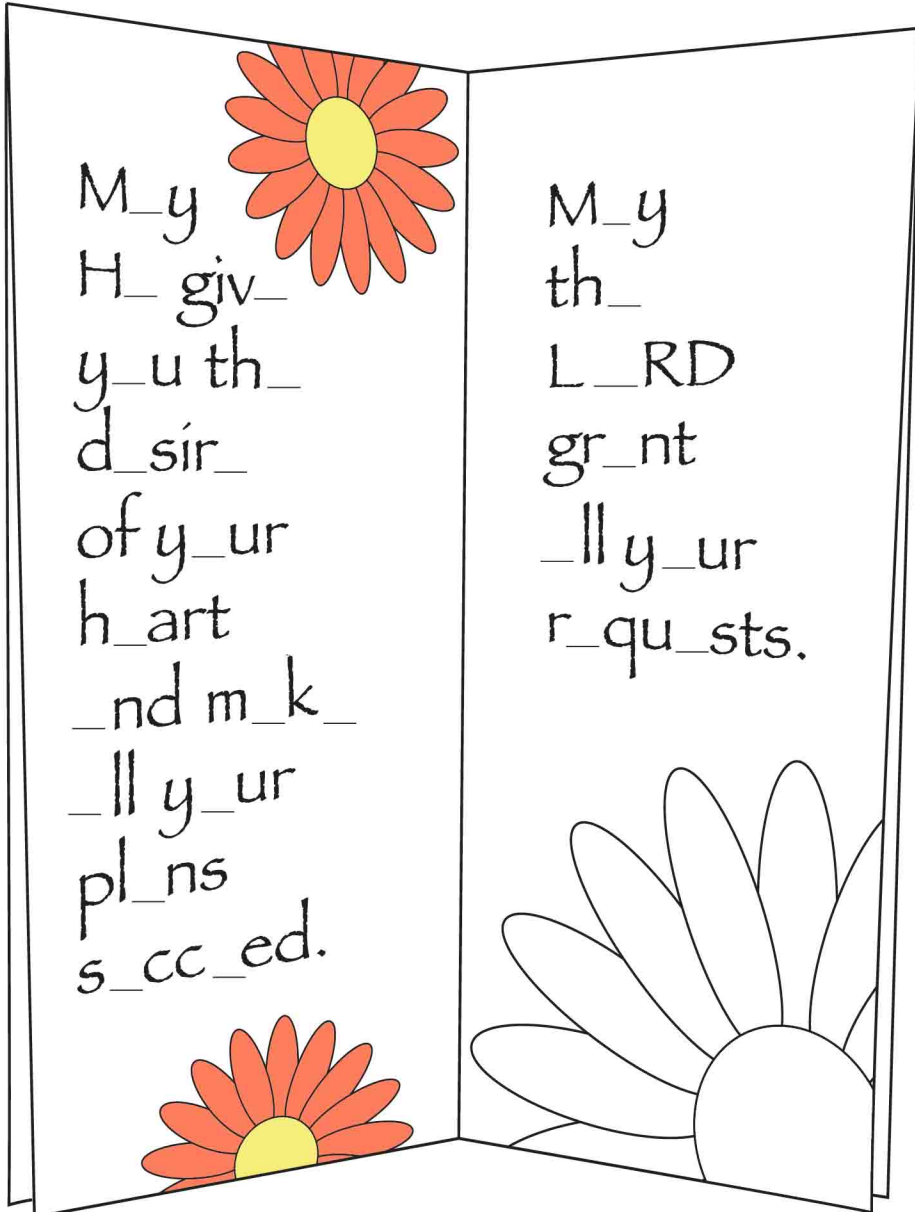 M_y
H_ giv_
y_u th_
d_sir_
of y_ur
h_art
_nd m_k_
_ll y_ur
pl_ns
s_cc_ed.
M_y
th_
L_RD
gr_nt
_ll y_ur
r_qu_sts.